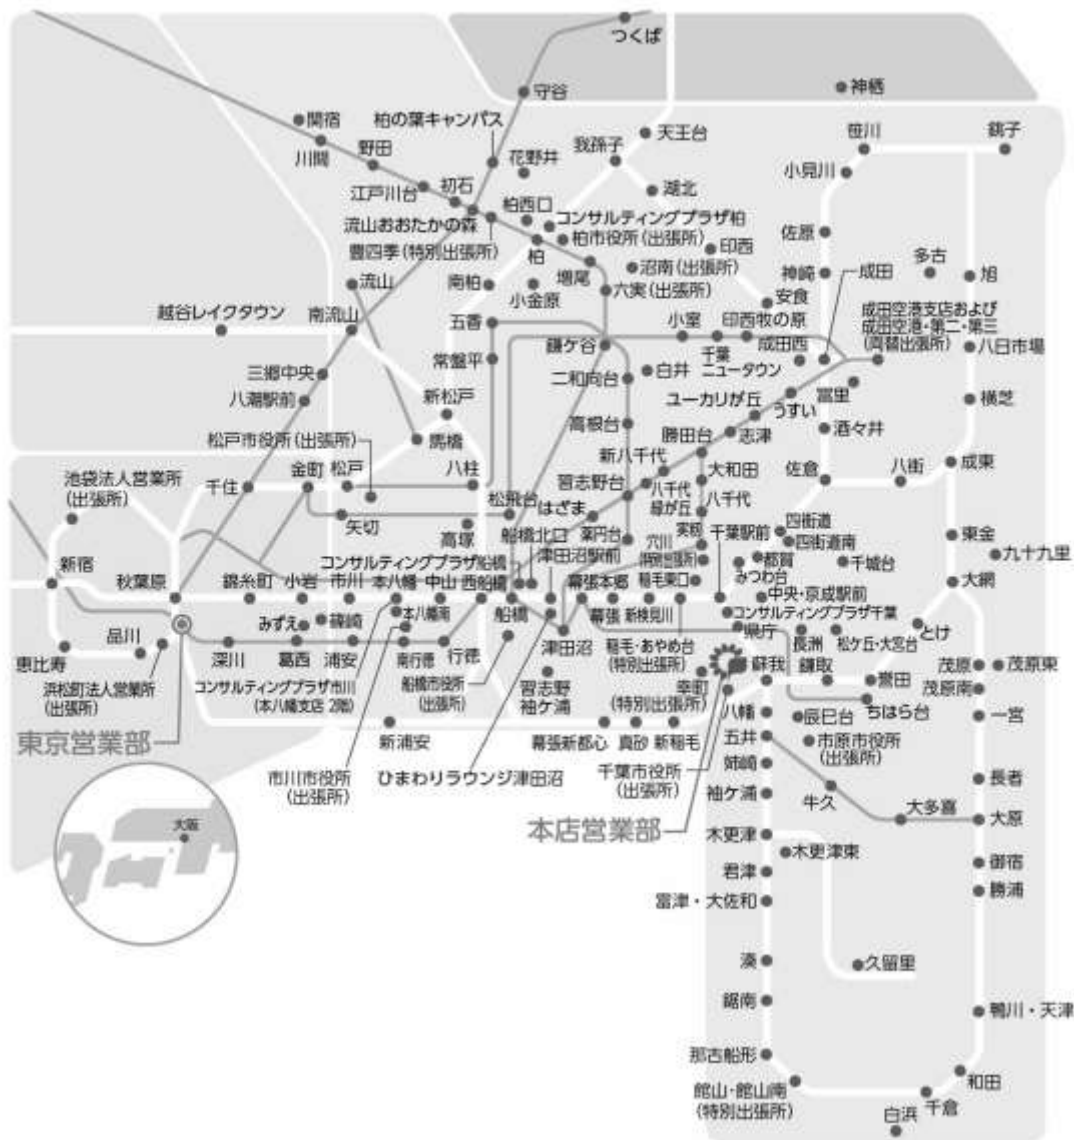 つくば
守谷
神栖
関宿
柏の葉キャンパス
天王台
笹川
銚子
川間
野田
花野井
我孫子
小見川
江戸川台
初石
柏西口
湖北
流山おおたかの森
コンサルティングプラザ柏
柏市役所(出張所)
佐原
豊四季(特別出張所)
柏
印西
多古
流山
南柏
増尾
沼南(出張所)
神崎
成田
旭
小金原
六実(出張所)
安食
越谷レイクタウン
南流山
五香
小室
印西牧の原
成田空港支店および
成田空港・第二・第三
(両替出張所)
八日市場
常盤平
鎌ケ谷
千葉
ニュータウン
成田西
三郷中央
二和向台
白井
富里
横芝
八潮駅前
新松戸
ユーカリが丘
うすい
松戸市役所(出張所)
馬橋
高根台
勝田台
志津
酒々井
池袋法人営業所
(出張所)
金町
松戸
八柱
新八千代
大和田
佐倉
八街
成東
千住
矢切
松飛台
習志野台
八千代
緑が丘
八千代
高塚
はざま
薬円台
実籾
千葉駅前
四街道
四街道南
東金
船橋北口
津田沼駅前
穴川
(特別出張所)
都賀
みつわ台
千城台
九十九里
新宿
秋葉原
錦糸町
小岩
市川
コンサルティングプラザ船橋
本八幡
中山
西船橋
幕張本郷
稲毛東口
中央・京成駅前
大網
みずえ
篠崎
本八幡南
船橋
幕張
新検見川
コンサルティングプラザ千葉
県庁
長洲
松ケ丘・大宮台
とけ
品川
恵比寿
浜松町法人営業所
(出張所)
深川
葛西
浦安
南行徳
行徳
津田沼
稲毛・あやめ台
(特別出張所)
蘇我
鎌取
誉田
茂原
茂原東
コンサルティングプラザ市川
(本八幡支店 2階)
船橋市役所
(出張所)
習志野
袖ケ浦
幸町
(特別出張所)
ちはら台
茂原南
東京営業部
新浦安
幕張新都心
真砂
新稲毛
八幡
辰巳台
一宮
市川市役所
(出張所)
ひまわりラウンジ津田沼
千葉市役所
(出張所)
五井
市原市役所
(出張所)
姉崎
長者
大阪
本店営業部
袖ケ浦
牛久
大多喜
大原
木更津
木更津東
御宿
君津
勝浦
富津・大佐和
湊
久留里
鋸南
鴨川・天津
那古船形
館山・館山南
(特別出張所)
和田
千倉
白浜